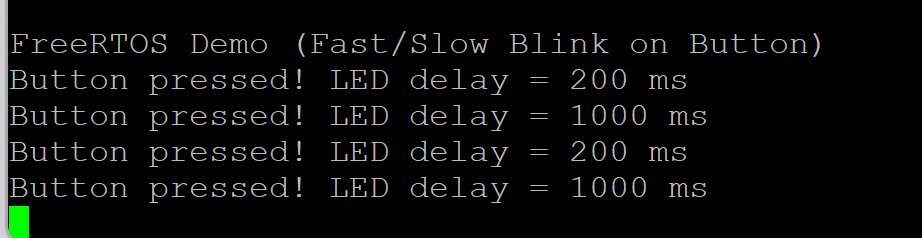 FreeRTOS Demo (Fast/Slow Blink on Button)
Button pressed! LED delay = 200 ms
Button pressed! LED delay = 1000 ms
Button pressed! LED delay = 200 ms
Button pressed! LED delay = 1000 ms